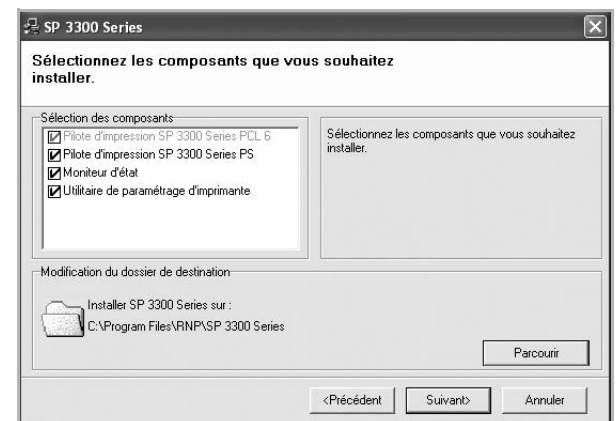 SP 3300 Series
Sélectionnez les composants que vous souhaitez
installer.
Sélection des composants
Pilote d'impression SP 3300 Series PCL 6
Pilote d'impression SP 3300 Series PS
Moniteur d'état
Utilitaire de paramétrage d'imprimante
Sélectionnez les composants que vous souhaitez
installer.
Modification du dossier de destination
Installer SP 3300 Series sur :
C:\Program Files\RNP\SP 3300 Series
Parcourir
<Précédent
Suivant>
Annuler